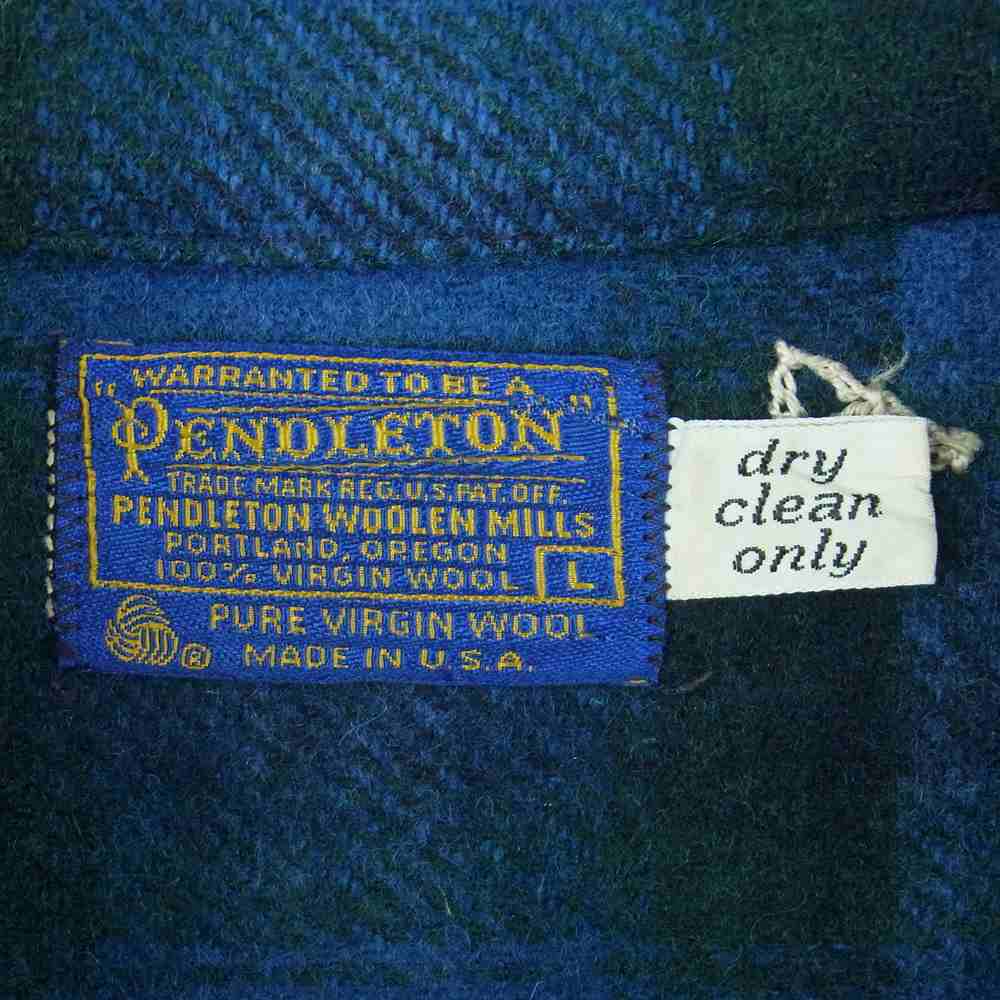 WARRANTED TO BE A
"PENDLETON"
TRADE MARK REG. U.S. PAT. OFF.
PENDLETON WOOLEN MILLS
PORTLAND, OREGON
100% VIRGIN WOOL
L
PURE VIRGIN WOOL
® MADE IN U.S.A.
dry
clean
only